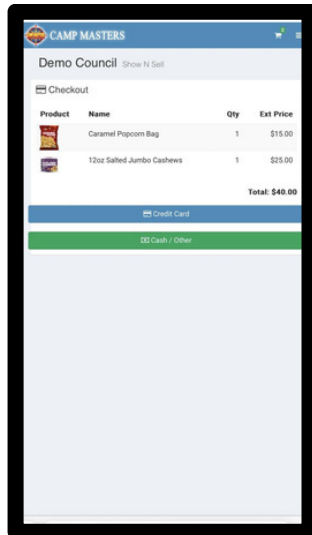 CAMP MASTERS
Demo Council Show N Sell
Checkout
Product Name Qty Ext Price
Caramel Popcorn Bag 1 $15.00
12oz Salted Jumbo Cashews 1 $25.00
Total: $40.00
Credit Card
Cash / Other